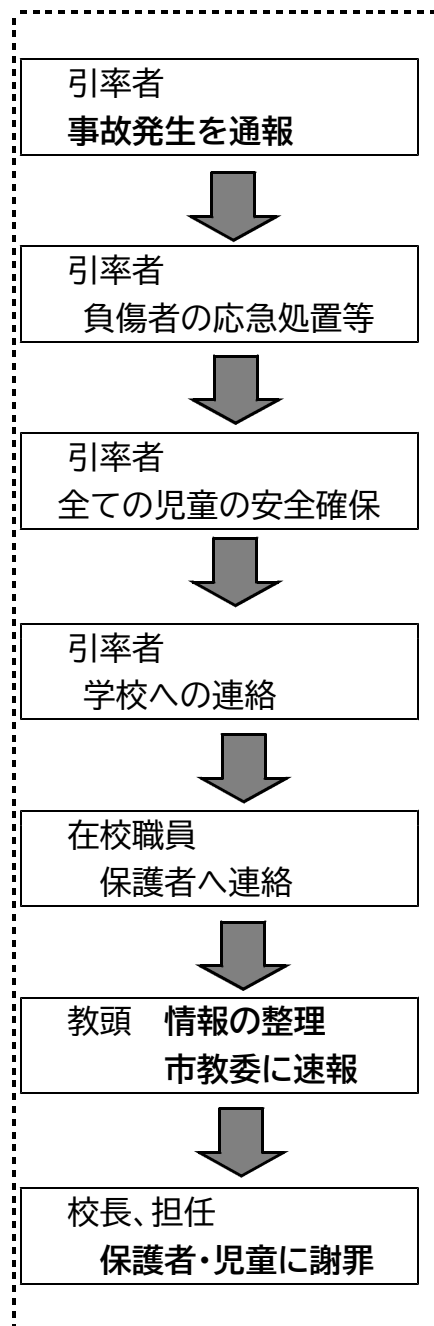 引率者
事故発生を通報
引率者
負傷者の応急処置等
引率者
全ての児童の安全確保
引率者
学校への連絡
在校職員
保護者へ連絡
教頭　情報の整理
市教委に速報
校長、担任
保護者・児童に謝罪